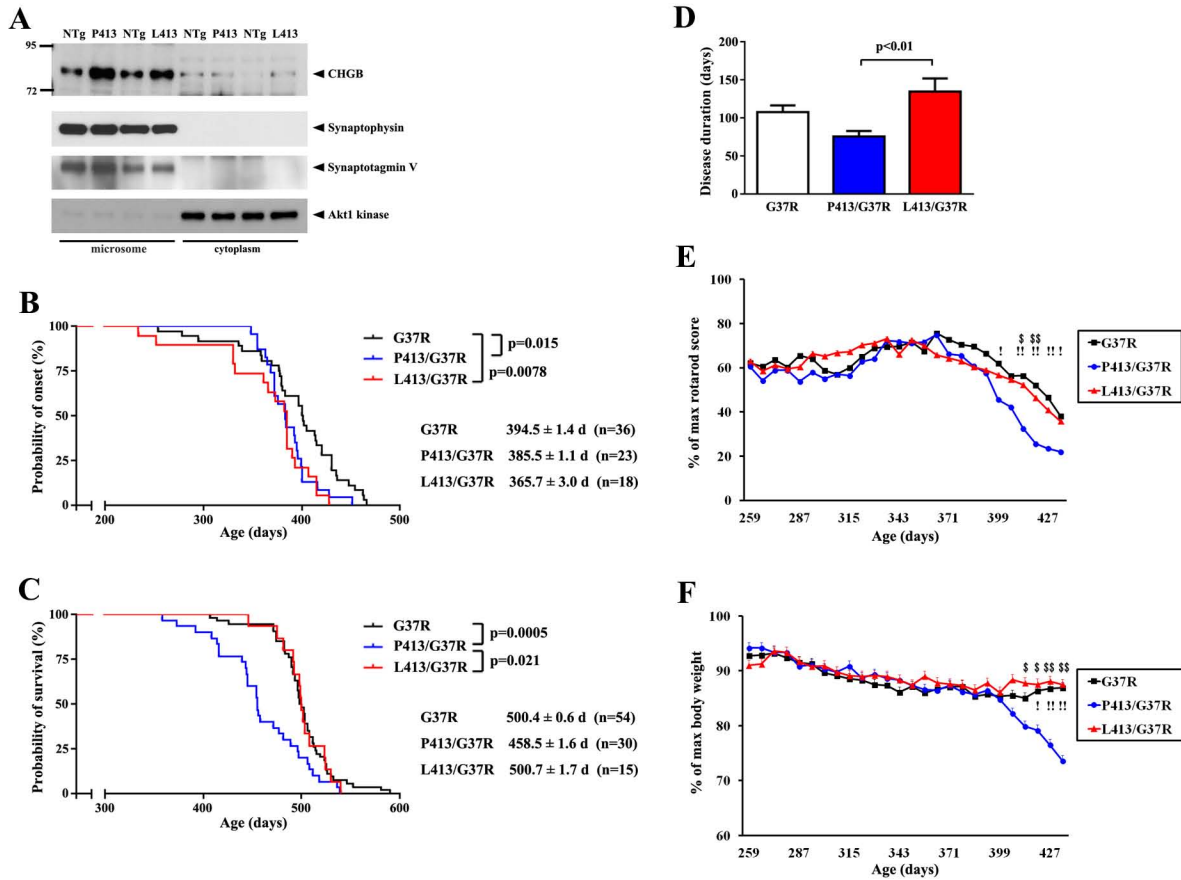 A
NTg P413 NTg L413 NTg P413 NTg L413
95
72
CHGB
Synaptophysin
Synaptotagmin V
Akt1 kinase
microsome cytoplasm
B
Probability of onset (%)
100
75
50
25
0
200 300 400 500
Age (days)
G37R
P413/G37R
L413/G37R
p=0.015
p=0.0078
G37R 394.5 ± 1.4 d (n=36)
P413/G37R 385.5 ± 1.1 d (n=23)
L413/G37R 365.7 ± 3.0 d (n=18)
C
Probability of survival (%)
100
75
50
25
0
200 400 500 600
Age (days)
G37R
P413/G37R
L413/G37R
p=0.0005
p=0.021
G37R 500.4 ± 0.6 d (n=54)
P413/G37R 458.5 ± 1.6 d (n=30)
L413/G37R 500.7 ± 1.7 d (n=15)
D
Disease duration (days)
200
150
100
50
0
p<0.01
G37R P413/G37R L413/G37R
E
% of max rotarod score
100
80
60
40
20
0
259 287 315 343 371 399 427
Age (days)
$ $$
! !! !! !! !
G37R
P413/G37R
L413/G37R
F
% of max body weight
100
90
80
70
60
259 287 315 343 371 399 427
Age (days)
$ $ $$ $$
! !! !!
G37R
P413/G37R
L413/G37R